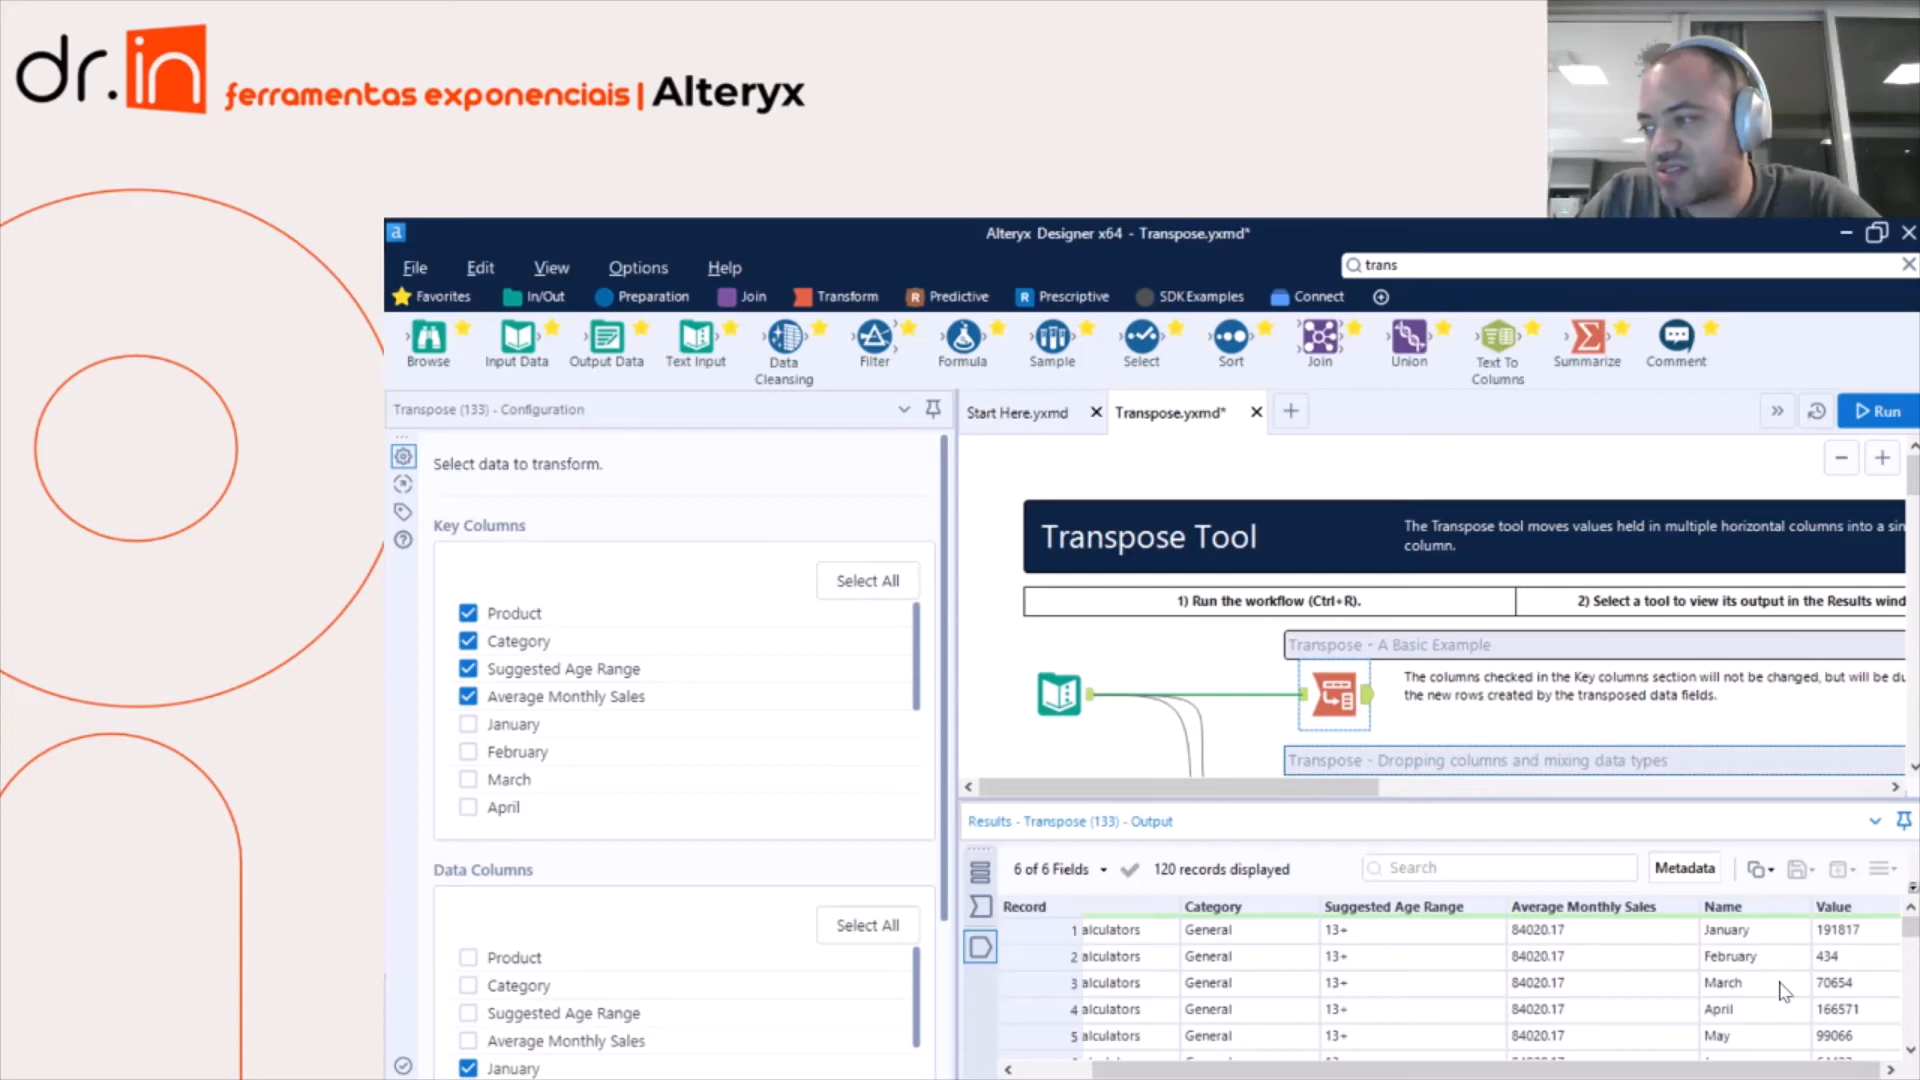 dr.in ferramentas exponenciais | Alteryx
a
Alteryx Designer x64 - Transpose.yxmd*
File Edit View Options Help
trans
Favorites In/Out Preparation Join Transform Predictive Prescriptive SDK Examples Connect
Browse Input Data Output Data Text Input Data Cleansing Filter Formula Sample Select Sort Join Union Text To Columns Summarize Comment
Transpose (133) - Configuration
Start Here.yxmd Transpose.yxmd* Run
Select data to transform.
Key Columns
Select All
Product
Category
Suggested Age Range
Average Monthly Sales
January
February
March
April
Data Columns
Select All
Product
Category
Suggested Age Range
Average Monthly Sales
January
Transpose Tool
The Transpose tool moves values held in multiple horizontal columns into a sin
column.
1) Run the workflow (Ctrl+R). 2) Select a tool to view its output in the Results wind
Transpose - A Basic Example
The columns checked in the Key columns section will not be changed, but will be du
the new rows created by the transposed data fields.
Transpose - Dropping columns and mixing data types
Results - Transpose (133) - Output
6 of 6 Fields 120 records displayed Search Metadata
Record Category Suggested Age Range Average Monthly Sales Name Value
1 alculators General 13+ 84020.17 January 191817
2 alculators General 13+ 84020.17 February 434
3 alculators General 13+ 84020.17 March 70654
4 alculators General 13+ 84020.17 April 166571
5 alculators General 13+ 84020.17 May 99066